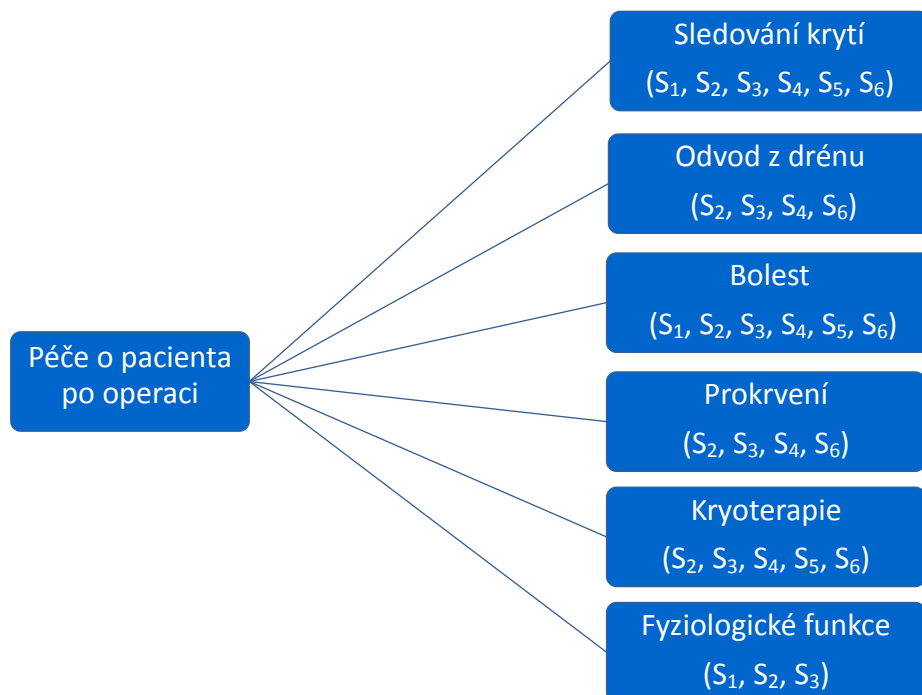 Sledování krytí
(S₁, S₂, S₃, S₄, S₅, S₆)
Odvod z drénu
(S₂, S₃, S₄, S₆)
Bolest
(S₁, S₂, S₃, S₄, S₅, S₆)
Péče o pacienta
po operaci
Prokrvení
(S₂, S₃, S₄, S₆)
Kryoterapie
(S₂, S₃, S₄, S₅, S₆)
Fyziologické funkce
(S₁, S₂, S₃)